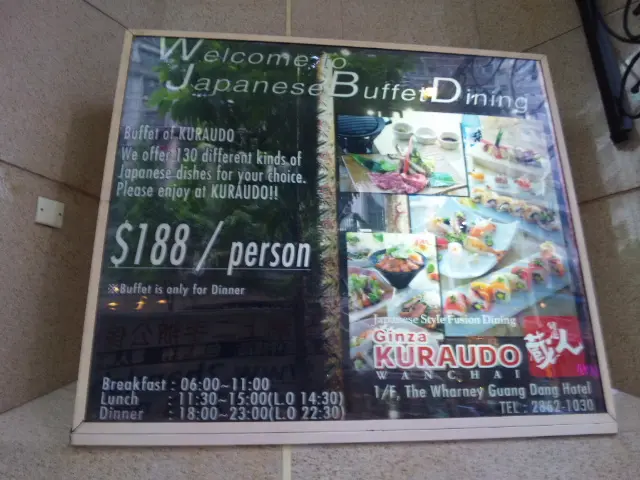 Welcome to
Japanese Buffet Dining
Buffet of KURAUDO
We offer 130 different kinds of
Japanese dishes for your choice.
Please enjoy at KURAUDO!!
$188 / person
※Buffet is only for Dinner
Breakfast : 06:00~11:00
Lunch : 11:30~15:00(L.O 14:30)
Dinner : 18:00~23:00(L.O 22:30)
Japanese Style Fusion Dining
Ginza
KURAUDO
WANCHAI
蔵人
1/F, The Wharney Guang Dong Hotel
TEL : 2862-1030